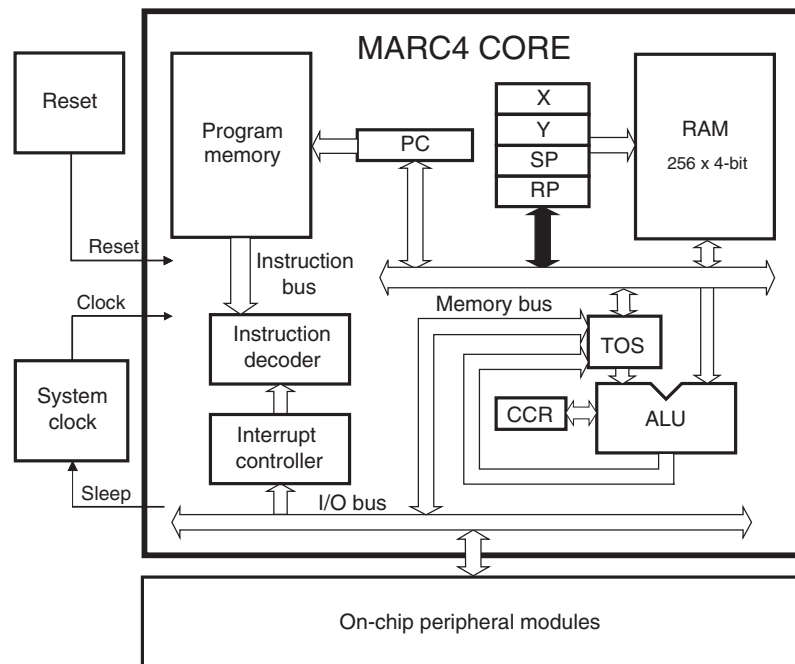 MARC4 CORE
Reset
Program
memory
PC
X
Y
SP
RP
RAM
256 x 4-bit
Reset
Instruction
bus
Clock
Memory bus
Instruction
decoder
TOS
System
clock
CCR
ALU
Interrupt
controller
Sleep
I/O bus
On-chip peripheral modules